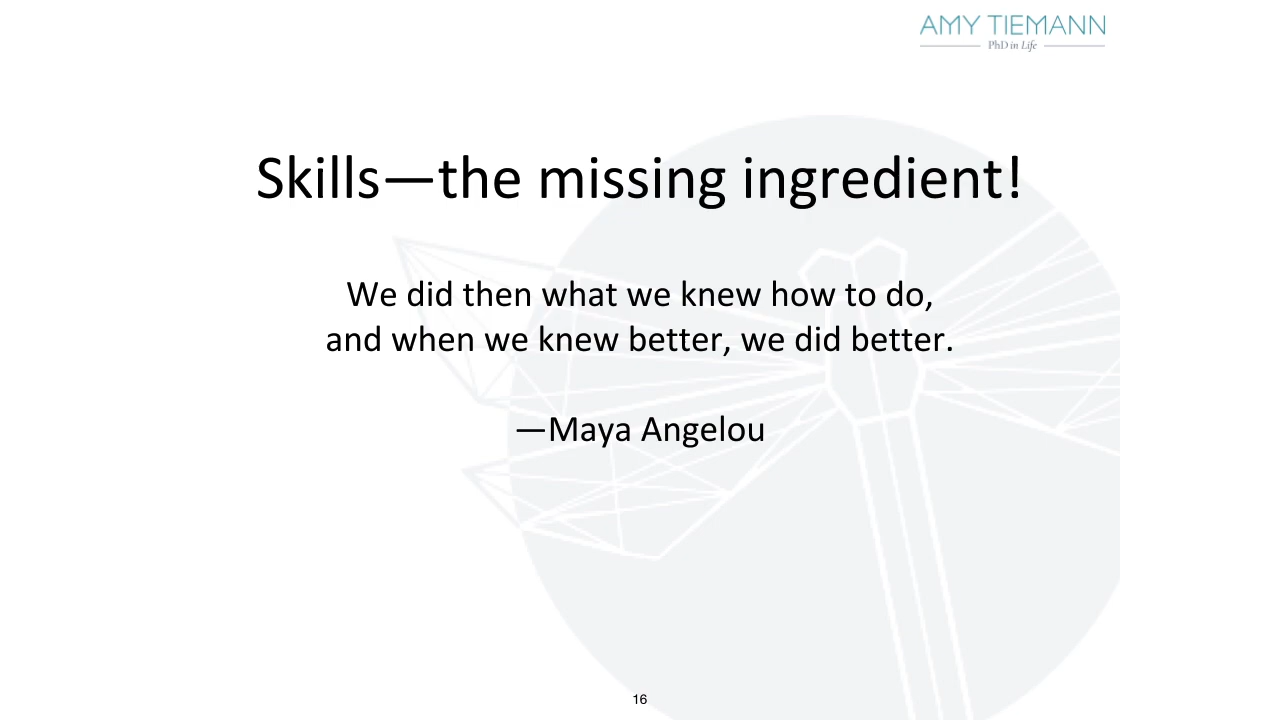 AMY TIEMANN
PhD in Life
Skills—the missing ingredient!
We did then what we knew how to do,
and when we knew better, we did better.
—Maya Angelou
16